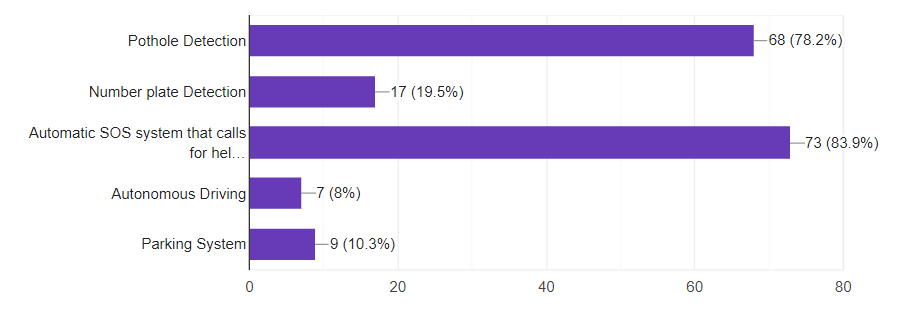 Pothole Detection
68 (78.2%)
Number plate Detection
17 (19.5%)
Automatic SOS system that calls
for hel…
73 (83.9%)
Autonomous Driving
7 (8%)
Parking System
9 (10.3%)
0 20 40 60 80